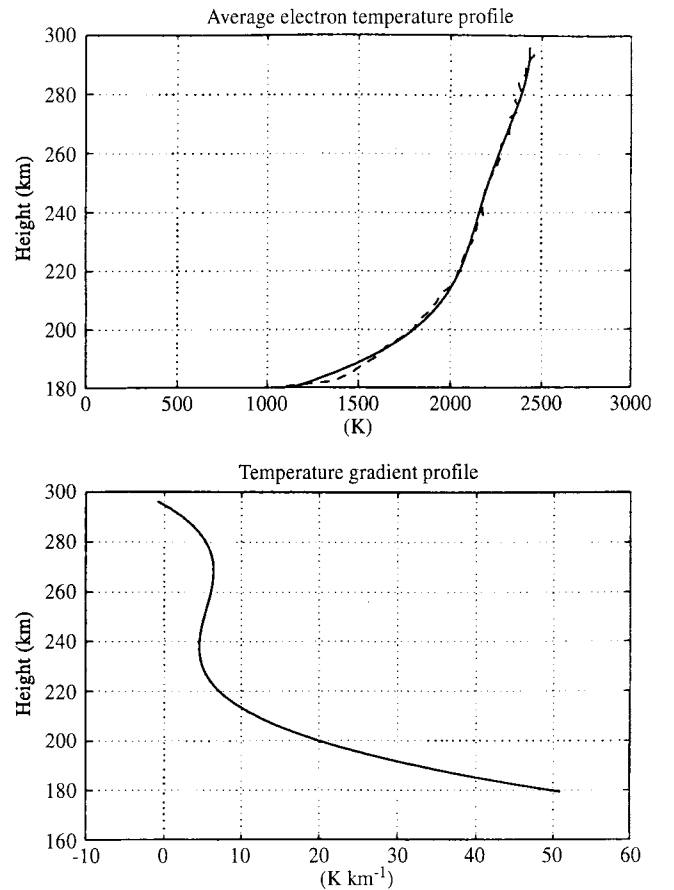 Average electron temperature profile
300
280
260
240
220
200
180
Height (km)
0 500 1000 1500 2000 2500 3000
(K)
Temperature gradient profile
300
280
260
240
220
200
180
160
Height (km)
-10 0 10 20 30 40 50 60
(K km⁻¹)